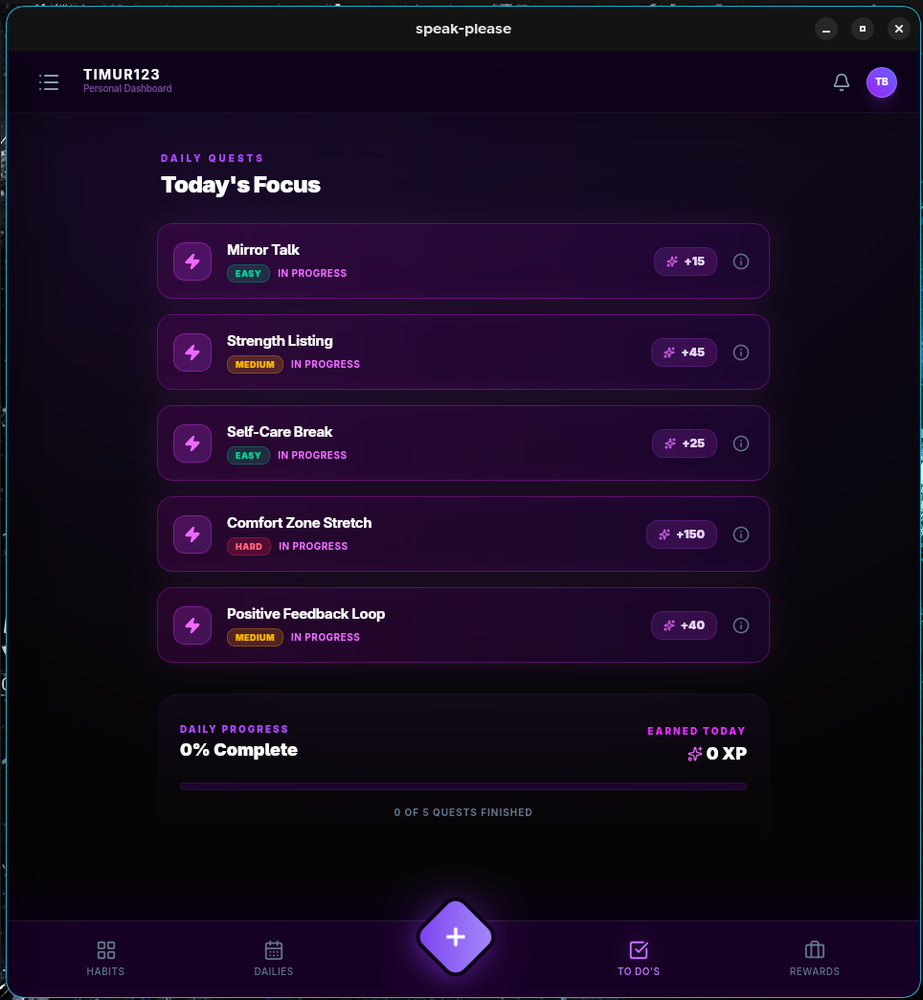 speak-please
TIMUR123
Personal Dashboard
TB
DAILY QUESTS
Today's Focus
Mirror Talk
EASY IN PROGRESS
+15
Strength Listing
MEDIUM IN PROGRESS
+45
Self-Care Break
EASY IN PROGRESS
+25
Comfort Zone Stretch
HARD IN PROGRESS
+150
Positive Feedback Loop
MEDIUM IN PROGRESS
+40
DAILY PROGRESS
0% Complete
EARNED TODAY
0 XP
0 OF 5 QUESTS FINISHED
HABITS
DAILIES
TO DO'S
REWARDS